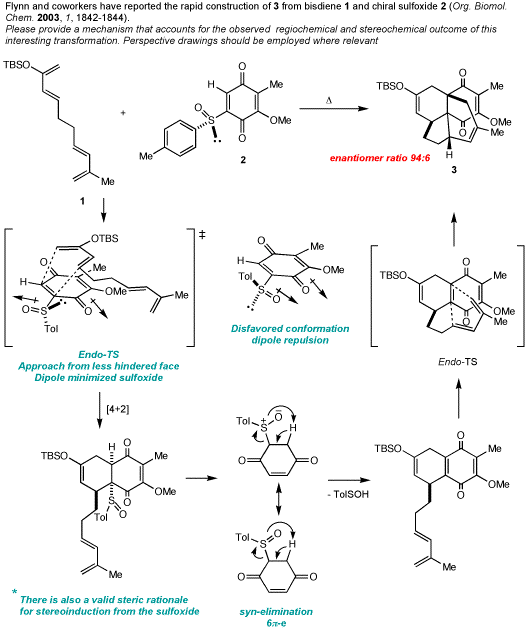 Flynn and coworkers have reported the rapid construction of 3 from bisdiene 1 and chiral sulfoxide 2 (Org. Biomol.
Chem. 2003, 1, 1842-1844).
Please provide a mechanism that accounts for the observed regiochemical and stereochemical outcome of this
interesting transformation. Perspective drawings should be employed where relevant
TBSO
Me
1
+
O
H
Me
O
S
OMe
O
Me
2
Δ
enantiomer ratio 94:6
TBSO
O
Me
OMe
O
Me
H
3
OTBS
O
Me
H
OMe
S
O
O
Tol
Me
‡
Endo-TS
Approach from less hindered face
Dipole minimized sulfoxide
O
Me
H
OMe
Tol
S
O
O
Disfavored conformation
dipole repulsion
TBSO
O
Me
OMe
O
Me
Endo-TS
[4+2]
TBSO
H
O
Me
OMe
O
S
Tol
O
Me
* There is also a valid steric rationale
for stereoinduction from the sulfoxide
Tol
S
+
O
–
H
O
O
Tol
S
O
H
O
O
syn-elimination
6π-e
- TolSOH
TBSO
O
Me
OMe
O
Me